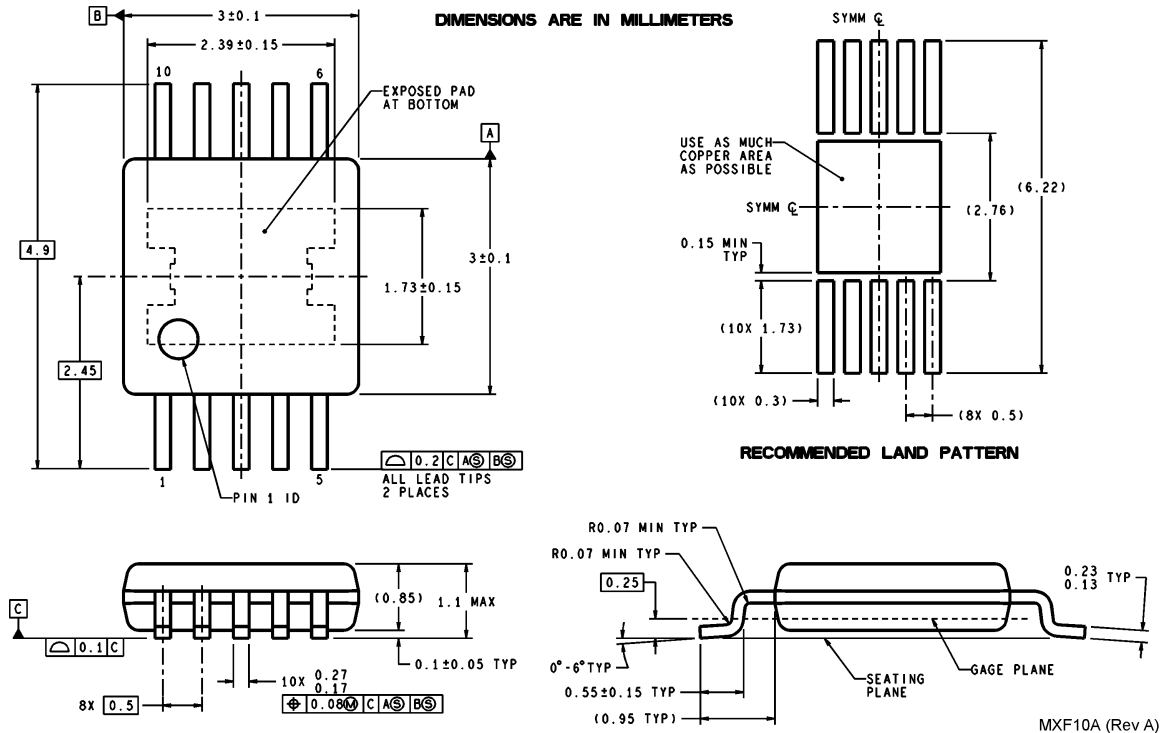 DIMENSIONS ARE IN MILLIMETERS
B
3±0.1
2.39±0.15
10
6
EXPOSED PAD
AT BOTTOM
A
4.9
2.45
1.73±0.15
3±0.1
1
5
PIN 1 ID
0.2 C AⓈ BⓈ
ALL LEAD TIPS
2 PLACES
SYMM ℄
USE AS MUCH
COPPER AREA
AS POSSIBLE
SYMM ℄
(6.22)
(2.76)
0.15 MIN
TYP
(10X 1.73)
(10X 0.3)
(8X 0.5)
RECOMMENDED LAND PATTERN
C
0.1 C
(0.85)
1.1 MAX
0.1±0.05 TYP
8X 0.5
10X 0.27
0.17
⌖ 0.08Ⓜ C AⓈ BⓈ
R0.07 MIN TYP
R0.07 MIN TYP
0.25
0.23
0.13 TYP
0°-6° TYP
0.55±0.15 TYP
(0.95 TYP)
SEATING
PLANE
GAGE PLANE
MXF10A (Rev A)